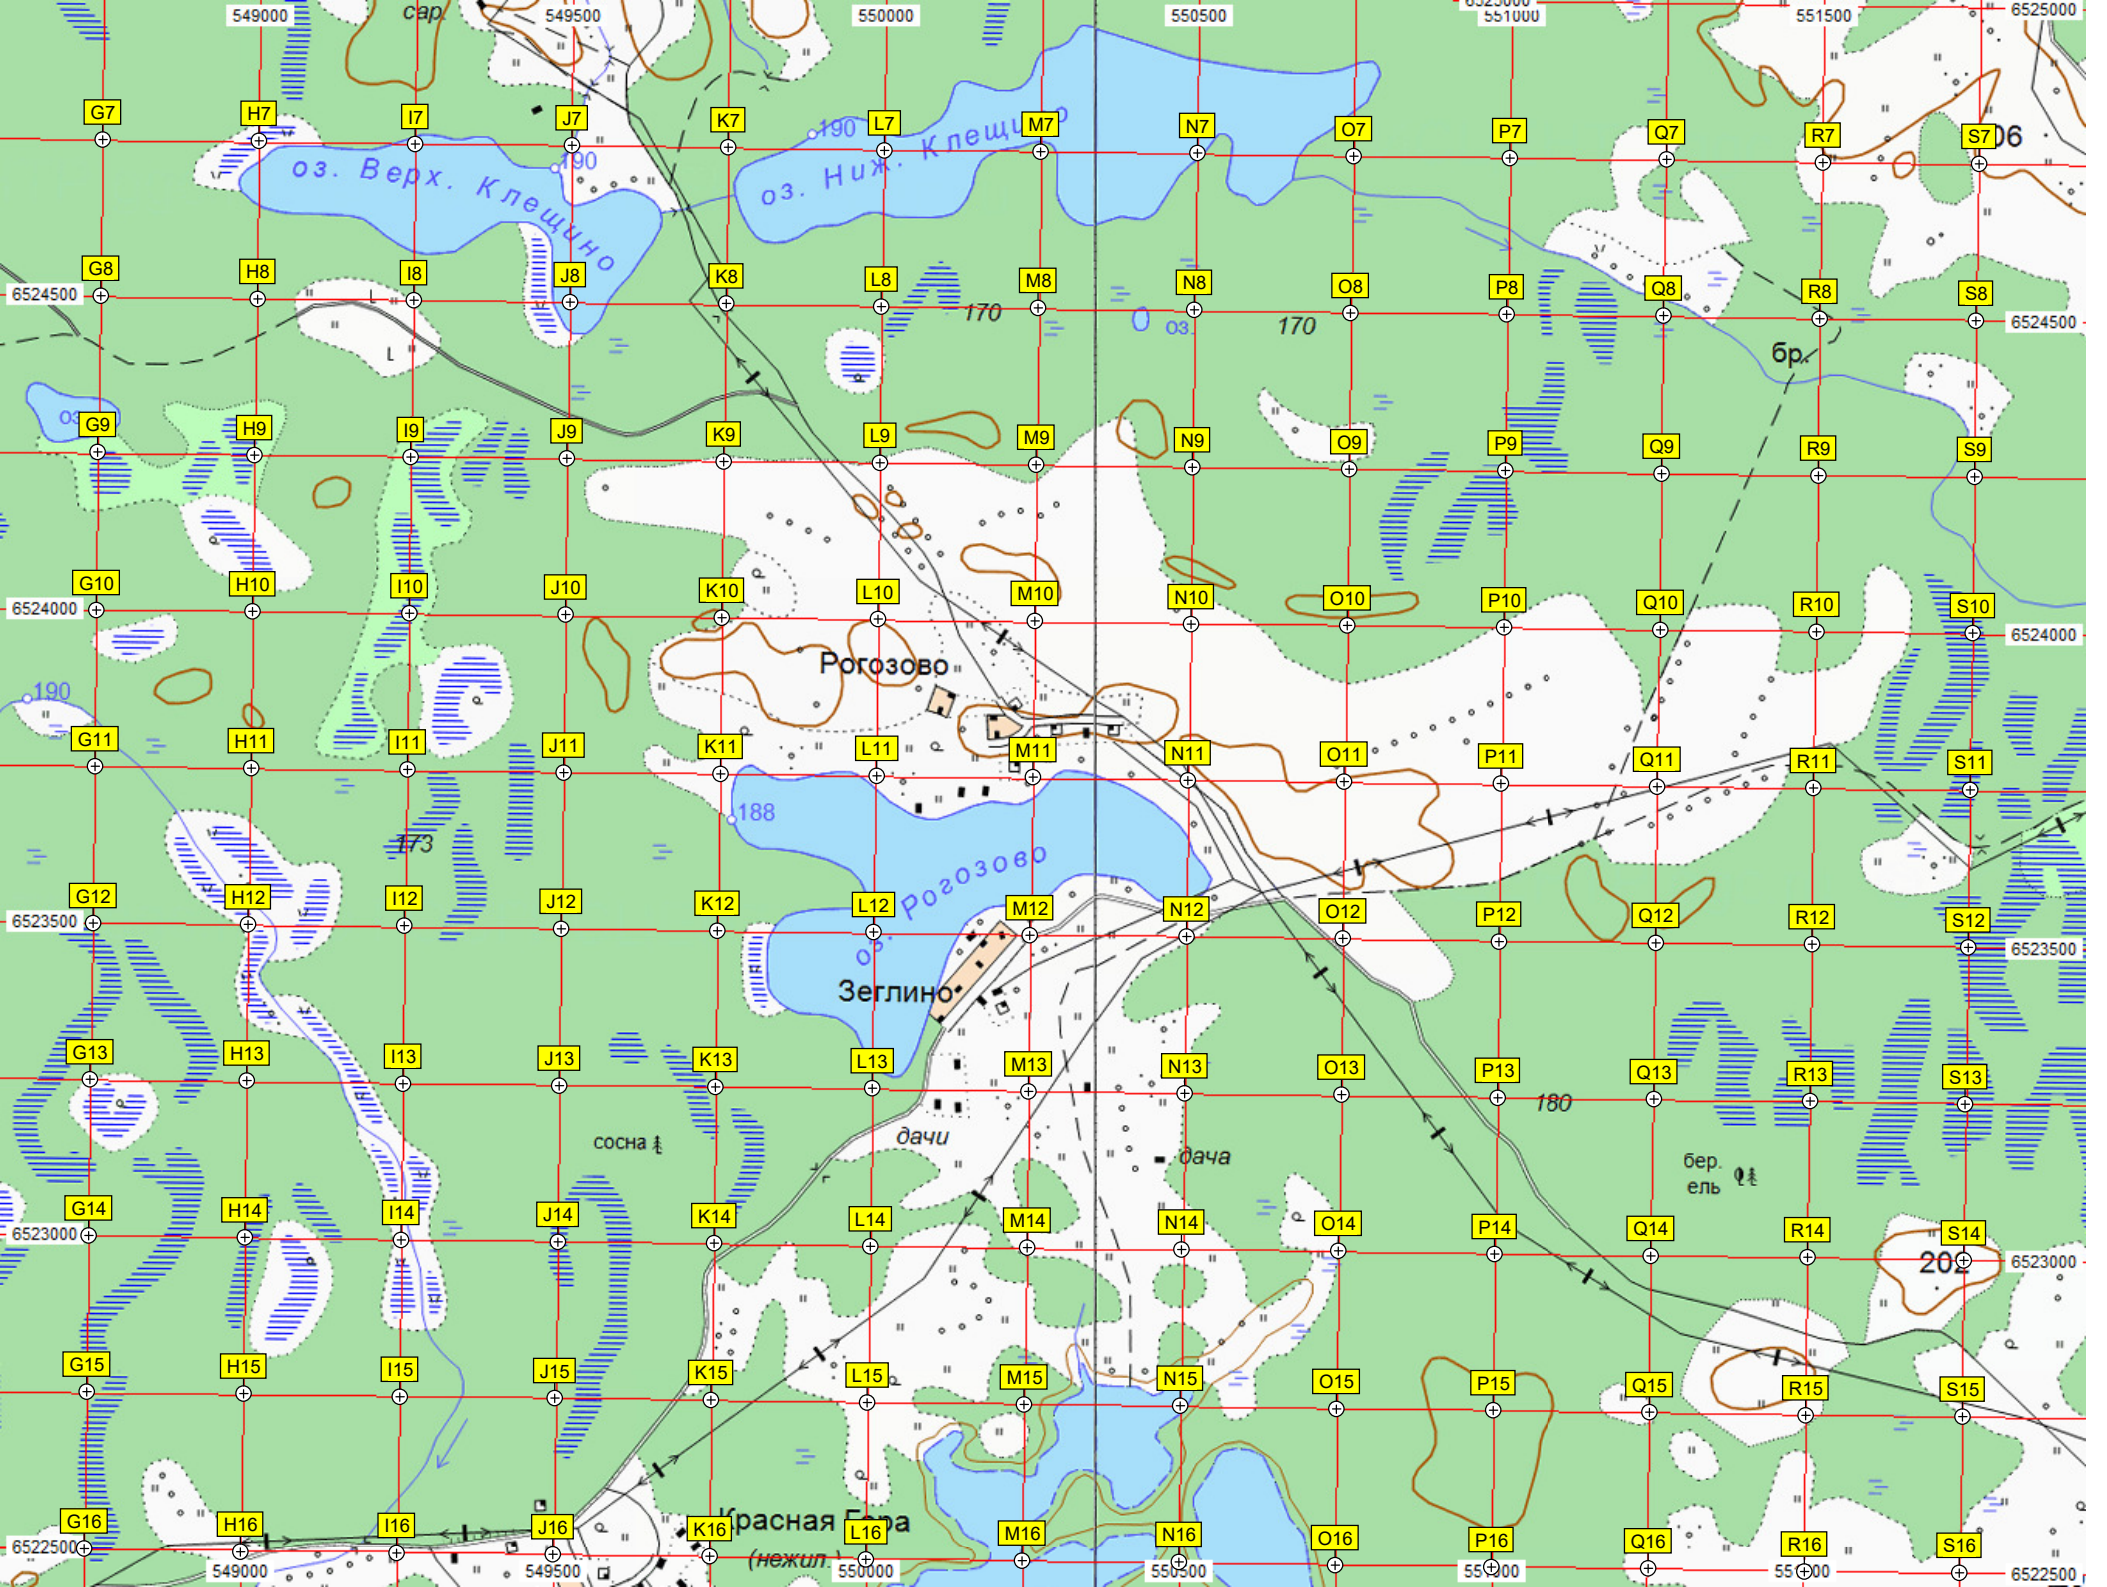 549000 549500 550000 550500 551000 551500 6525000
сар.
G7 H7 I7 J7 K7 L7 M7 N7 O7 P7 Q7 R7 S7
190 190
оз. Верх. Клещино
оз. Ниж. Клещино
G8 H8 I8 J8 K8 L8 M8 N8 O8 P8 Q8 R8 S8
6524500 170 оз. 170 6524500
бр.
оз.
G9 H9 I9 J9 K9 L9 M9 N9 O9 P9 Q9 R9 S9
G10 H10 I10 J10 K10 L10 M10 N10 O10 P10 Q10 R10 S10
6524000 6524000
Рогозово
190
G11 H11 I11 J11 K11 L11 M11 N11 O11 P11 Q11 R11 S11
188
173
оз. Рогозово
G12 H12 I12 J12 K12 L12 M12 N12 O12 P12 Q12 R12 S12
6523500 6523500
Зеглино
G13 H13 I13 J13 K13 L13 M13 N13 O13 P13 Q13 R13 S13
180
сосна дачи дача
бер.
ель
G14 H14 I14 J14 K14 L14 M14 N14 O14 P14 Q14 R14 S14
6523000 202 6523000
G15 H15 I15 J15 K15 L15 M15 N15 O15 P15 Q15 R15 S15
G16 H16 I16 J16 K16 L16 M16 N16 O16 P16 Q16 R16 S16
Красная Гора
(нежил.)
6522500 6522500
549000 549500 550000 550500